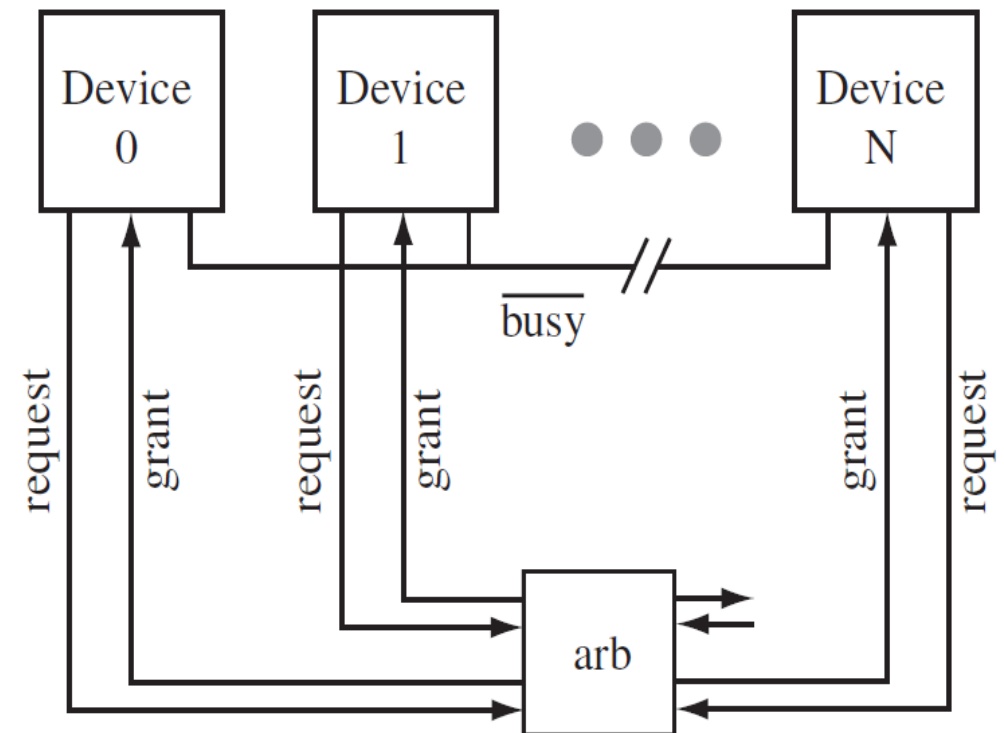 Device
0
Device
1
Device
N
busy
request
grant
request
grant
grant
request
arb